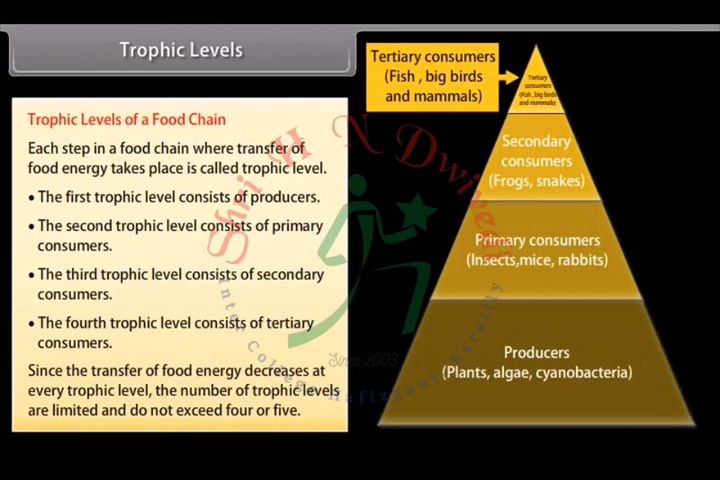 Trophic Levels
Trophic Levels of a Food Chain
Each step in a food chain where transfer of
food energy takes place is called trophic level.
• The first trophic level consists of producers.
• The second trophic level consists of primary
consumers.
• The third trophic level consists of secondary
consumers.
• The fourth trophic level consists of tertiary
consumers.
Since the transfer of food energy decreases at
every trophic level, the number of trophic levels
are limited and do not exceed four or five.
Tertiary consumers
(Fish , big birds
and mammals)
Tertiary
consumers
(Fish , big birds
and mammals)
Secondary
consumers
(Frogs, snakes)
Primary consumers
(Insects,mice, rabbits)
Producers
(Plants, algae, cyanobacteria)
Shri H N Dwivedi
Inter College Hafizganj Bareilly
Since 2003